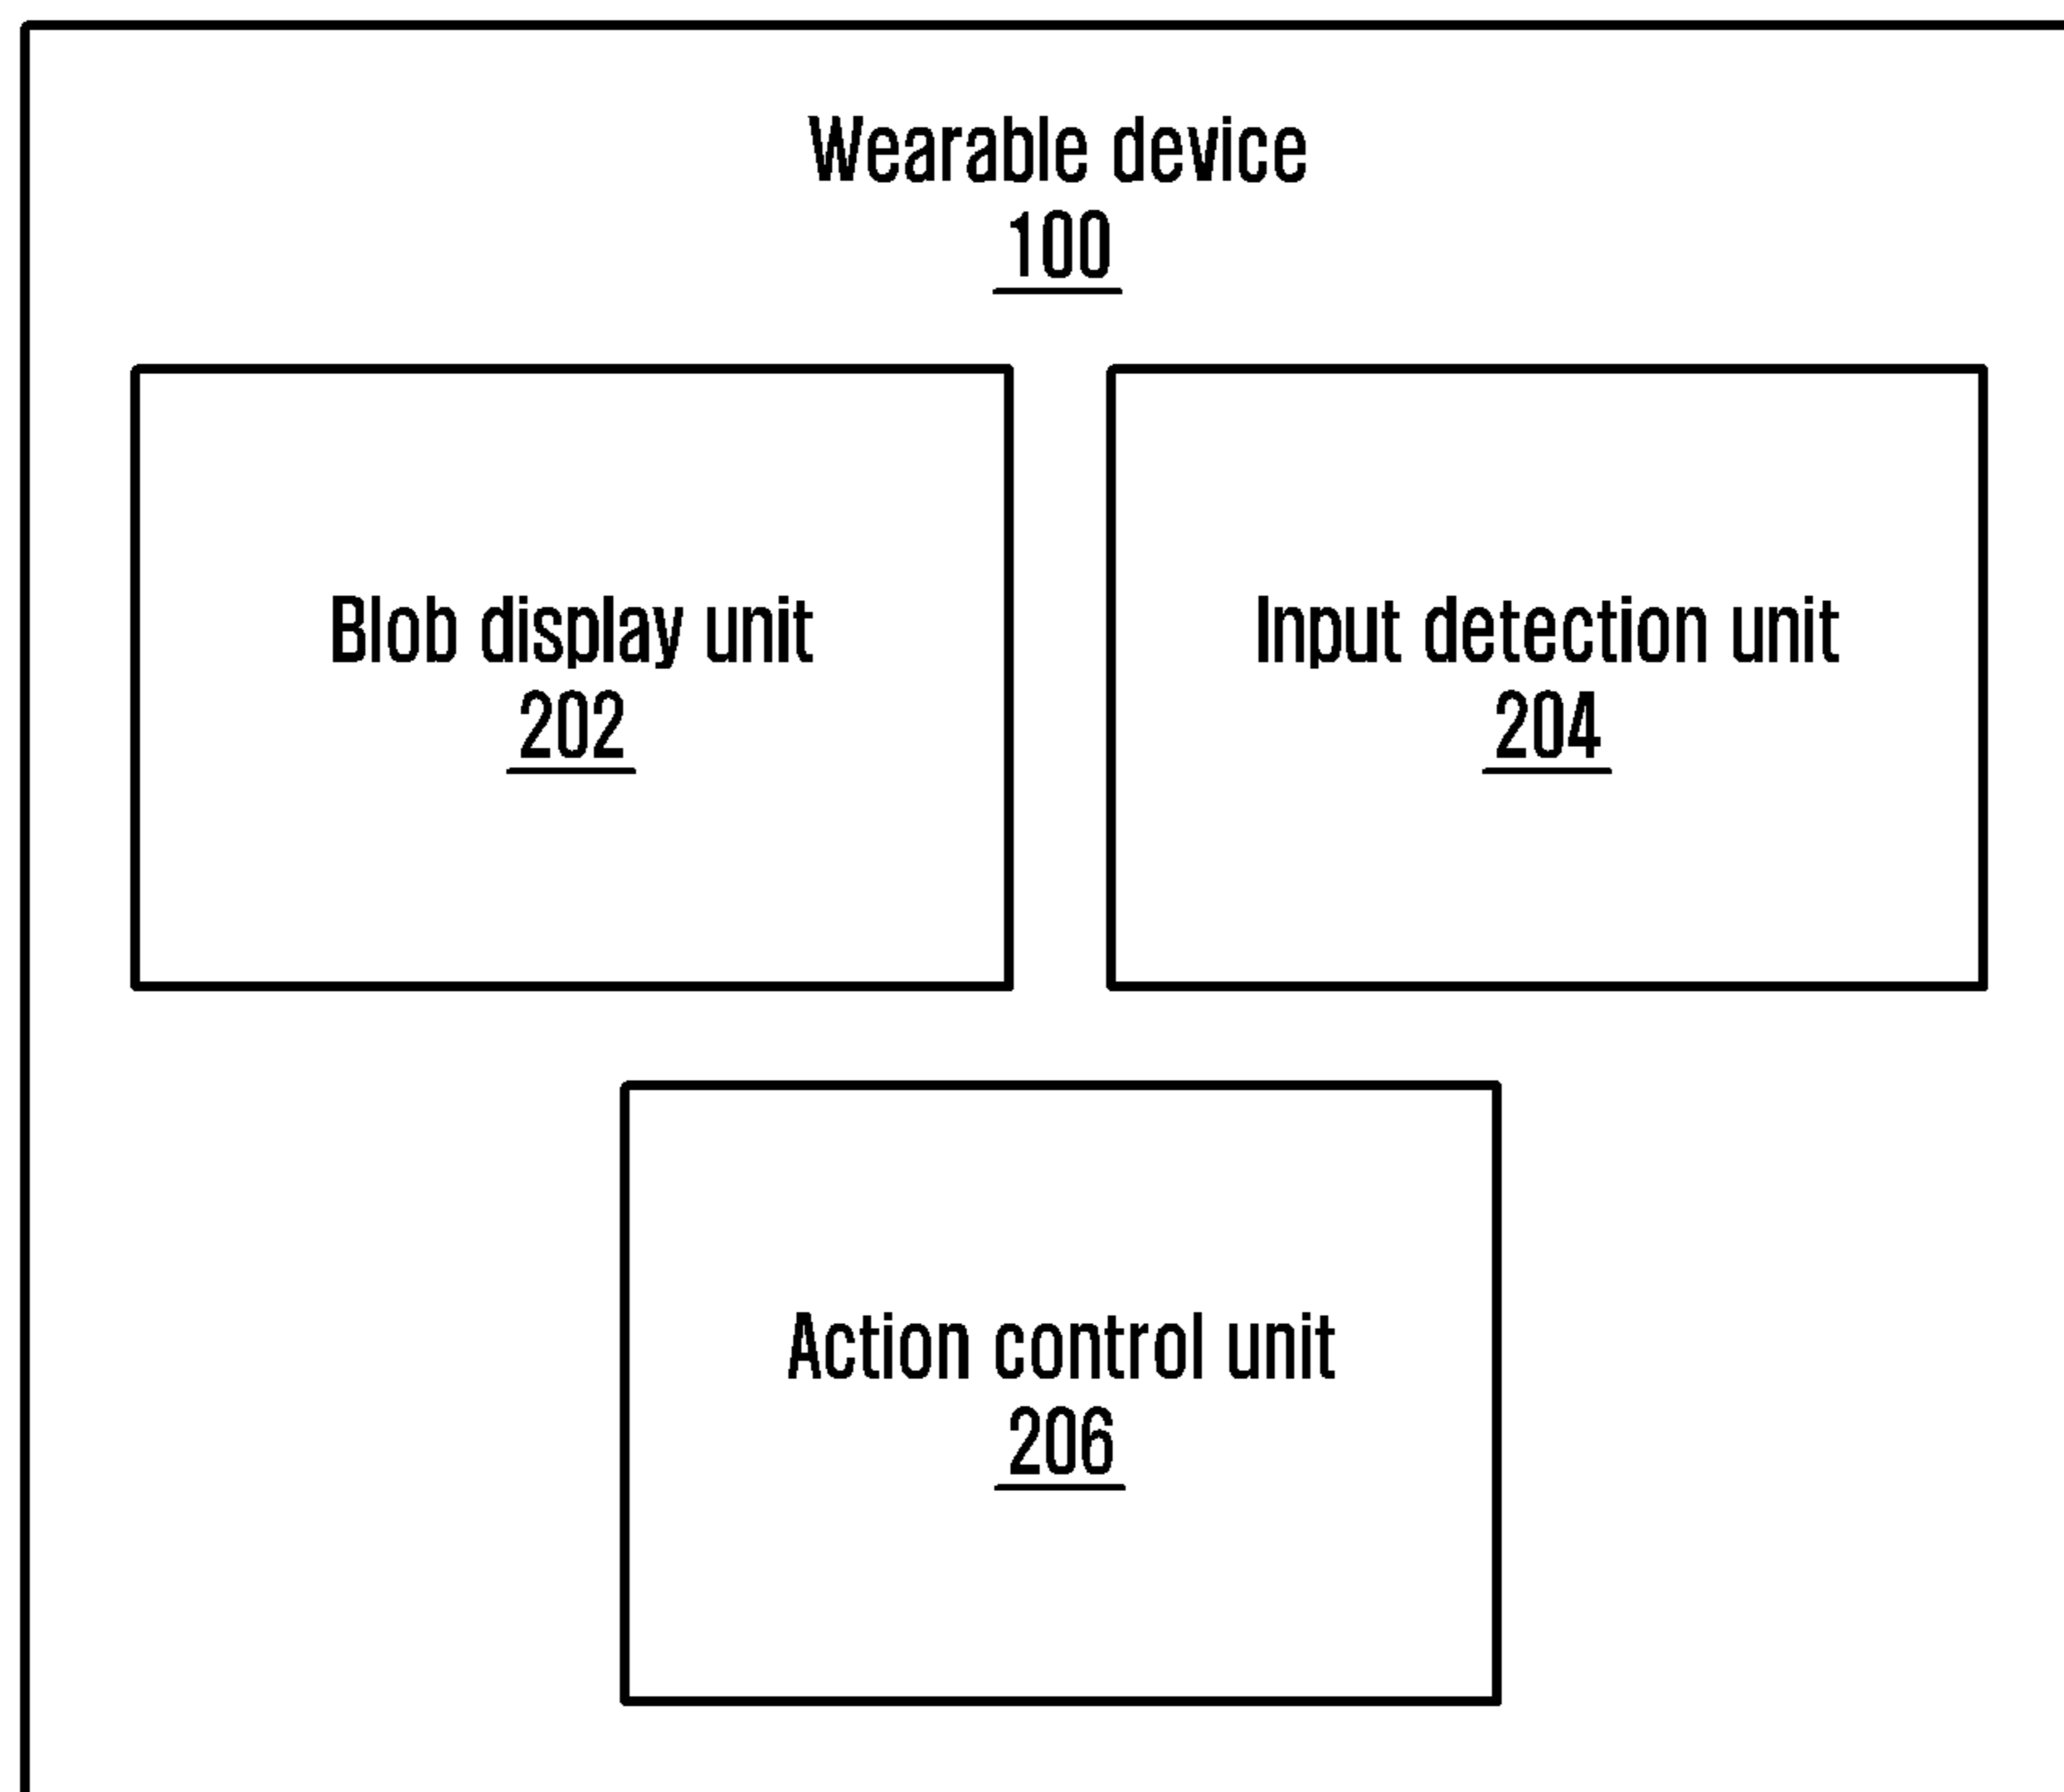 Wearable device
100
Blob display unit
202
Input detection unit
204
Action control unit
206